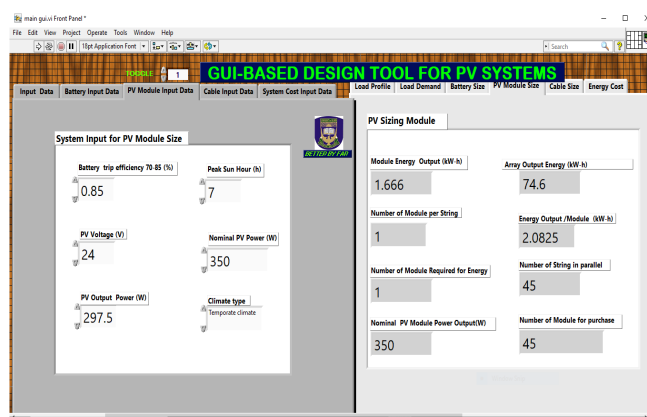 main gui.vi Front Panel *
File Edit View Project Operate Tools Window Help
18pt Application Font
Search
TOGGLE 1
GUI-BASED DESIGN TOOL FOR PV SYSTEMS
Input Data Battery Input Data PV Module Input Data Cable Input Data System Cost Input Data
Load Profile Load Demand Battery Size PV Module Size Cable Size Energy Cost
System Input for PV Module Size
BETTER BY FAR
Battery trip efficiency 70-85 (%)
0.85
Peak Sun Hour (h)
7
PV Voltage (V)
24
Nominal PV Power (W)
350
PV Output Power (W)
297.5
Climate type
Temporate climate
PV Sizing Module
Module Energy Output (kW-h)
1.666
Array Output Energy (kW-h)
74.6
Number of Module per String
1
Energy Output /Module (kW-h)
2.0825
Number of Module Required for Energy
1
Number of String in parallel
45
Nominal PV Module Power Output(W)
350
Number of Module for purchase
45